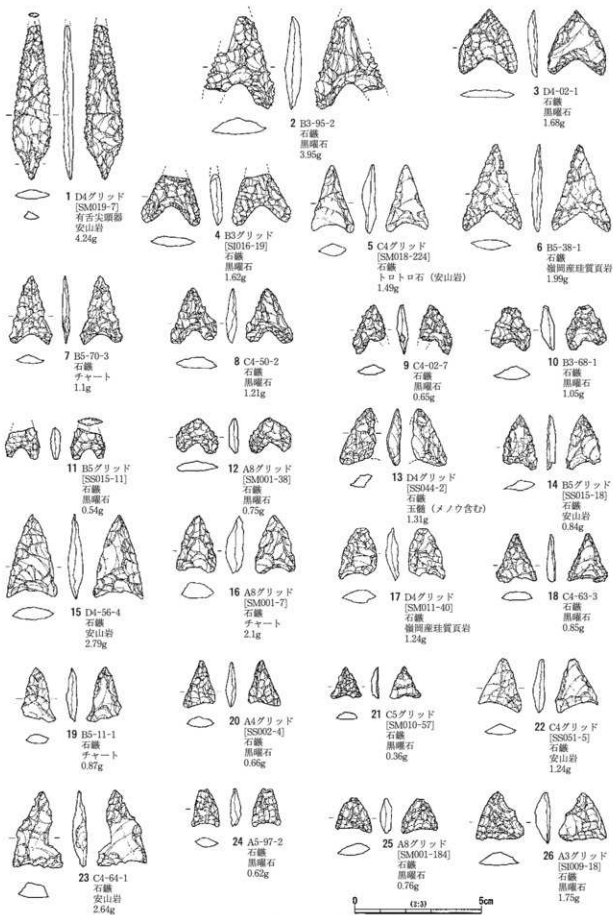 1 D4グリッド
[SM019-7]
有舌尖頭器
安山岩
4.24g
2 B3-95-2
石鏃
黒曜石
3.95g
3 D4-02-1
石鏃
黒曜石
1.68g
4 B3グリッド
[SI016-19]
石鏃
黒曜石
1.62g
5 C4グリッド
[SM018-224]
石鏃
トロトロ石（安山岩）
1.49g
6 B5-38-1
石鏃
嶺岡産珪質頁岩
1.99g
7 B5-70-3
石鏃
チャート
1.1g
8 C4-50-2
石鏃
黒曜石
1.21g
9 C4-02-7
石鏃
黒曜石
0.65g
10 B3-68-1
石鏃
黒曜石
1.05g
11 B5グリッド
[SS015-11]
石鏃
黒曜石
0.54g
12 A8グリッド
[SM001-38]
石鏃
黒曜石
0.75g
13 D4グリッド
[SS044-2]
石鏃
玉髄（メノウ含む）
1.31g
14 B5グリッド
[SS015-18]
石鏃
安山岩
0.84g
15 D4-56-4
石鏃
安山岩
2.79g
16 A8グリッド
[SM001-7]
石鏃
チャート
2.1g
17 D4グリッド
[SM011-40]
石鏃
嶺岡産珪質頁岩
1.24g
18 C4-63-3
石鏃
黒曜石
0.85g
19 B5-11-1
石鏃
チャート
0.87g
20 A4グリッド
[SS002-4]
石鏃
黒曜石
0.66g
21 C5グリッド
[SM010-57]
石鏃
黒曜石
0.36g
22 C4グリッド
[SS051-5]
石鏃
安山岩
1.24g
23 C4-64-1
石鏃
安山岩
2.64g
24 A5-97-2
石鏃
黒曜石
0.62g
25 A8グリッド
[SM001-184]
石鏃
黒曜石
0.76g
26 A3グリッド
[SI009-18]
石鏃
黒曜石
1.75g
0 (2:3) 5cm